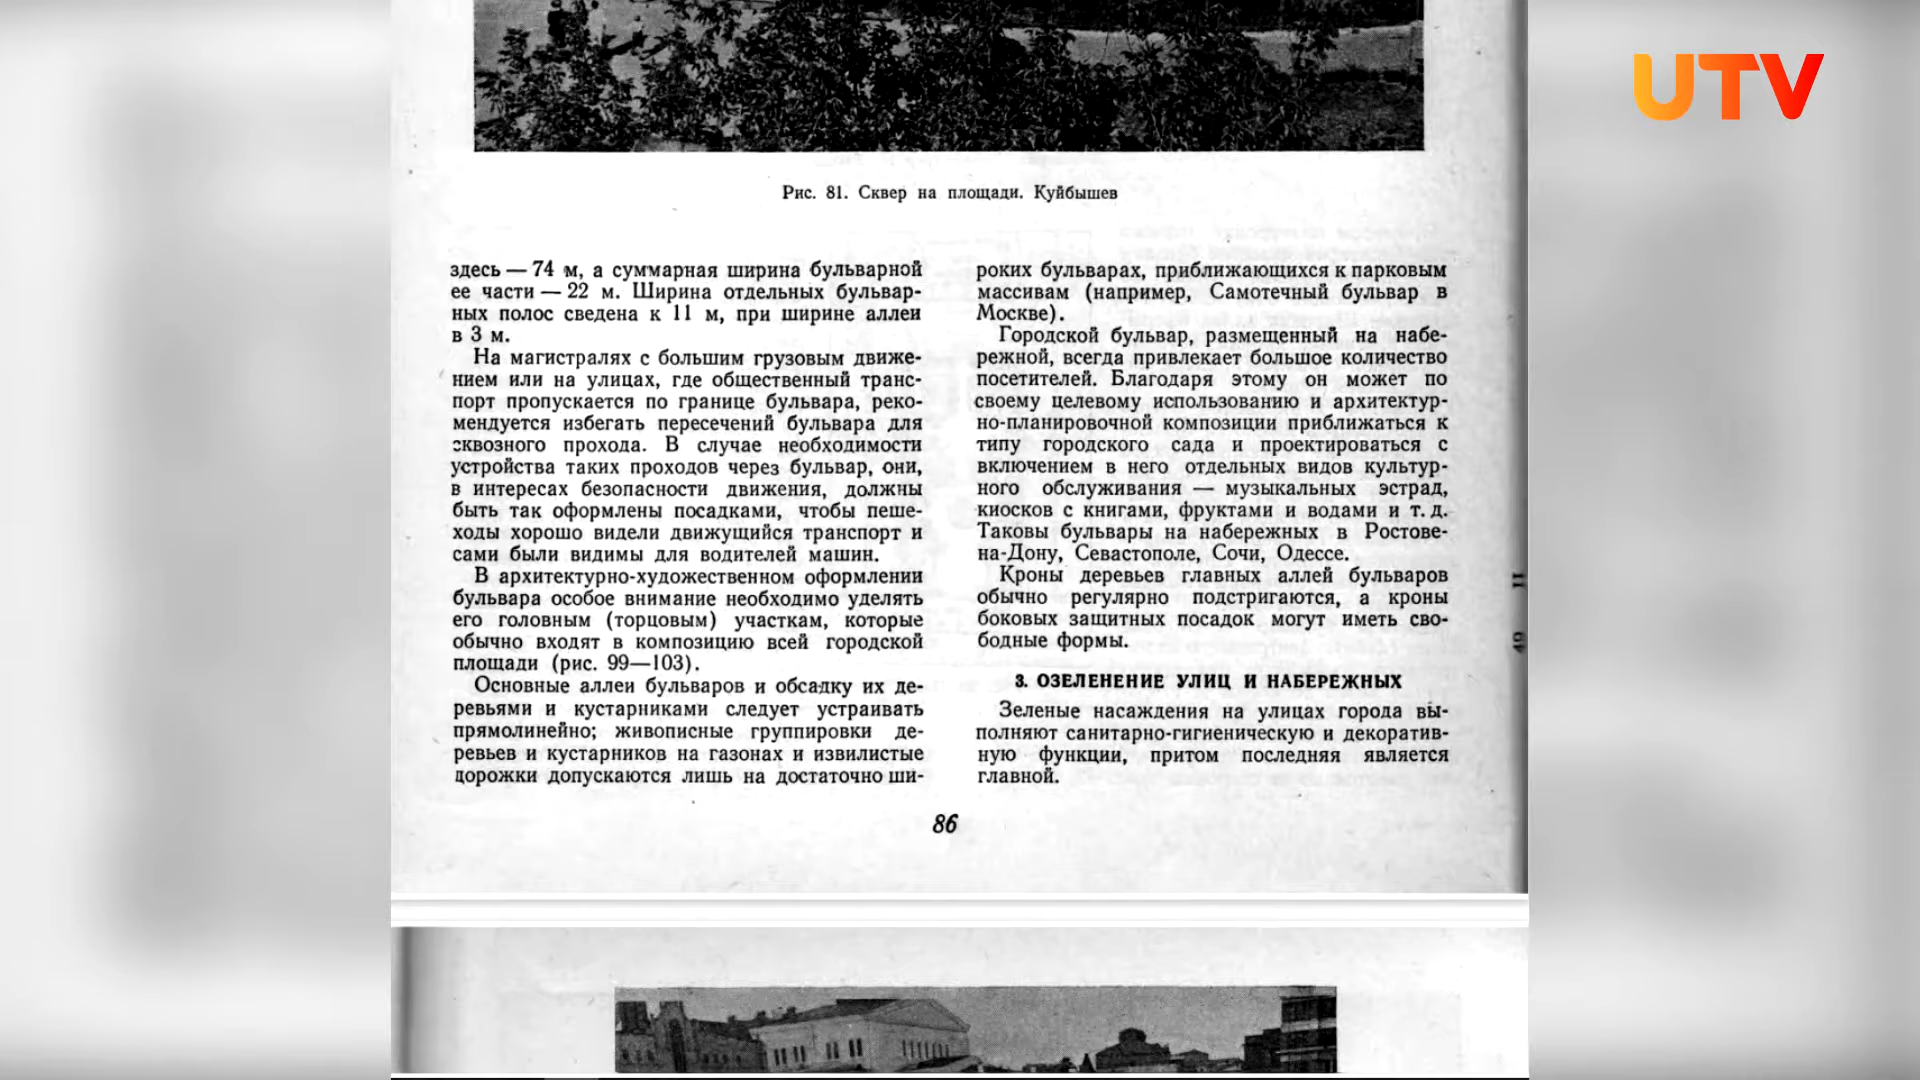 UTV
Рис. 81. Сквер на площади. Куйбышев
здесь — 74 м, а суммарная ширина бульварной
ее части — 22 м. Ширина отдельных бульвар-
ных полос сведена к 11 м, при ширине аллеи
в 3 м.
На магистралях с большим грузовым движе-
нием или на улицах, где общественный транс-
порт пропускается по границе бульвара, реко-
мендуется избегать пересечений бульвара для
сквозного прохода. В случае необходимости
устройства таких проходов через бульвар, они,
в интересах безопасности движения, должны
быть так оформлены посадками, чтобы пеше-
ходы хорошо видели движущийся транспорт и
сами были видимы для водителей машин.
В архитектурно-художественном оформлении
бульвара особое внимание необходимо уделять
его головным (торцовым) участкам, которые
обычно входят в композицию всей городской
площади (рис. 99—103).
Основные аллеи бульваров и обсадку их де-
ревьями и кустарниками следует устраивать
прямолинейно; живописные группировки де-
ревьев и кустарников на газонах и извилистые
дорожки допускаются лишь на достаточно ши-
роких бульварах, приближающихся к парковым
массивам (например, Самотечный бульвар в
Москве).
Городской бульвар, размещенный на набе-
режной, всегда привлекает большое количество
посетителей. Благодаря этому он может по
своему целевому использованию и архитектур-
но-планировочной композиции приближаться к
типу городского сада и проектироваться с
включением в него отдельных видов культур-
ного обслуживания — музыкальных эстрад,
киосков с книгами, фруктами и водами и т. д.
Таковы бульвары на набережных в Ростове-
на-Дону, Севастополе, Сочи, Одессе.
Кроны деревьев главных аллей бульваров
обычно регулярно подстригаются, а кроны
боковых защитных посадок могут иметь сво-
бодные формы.
3. ОЗЕЛЕНЕНИЕ УЛИЦ И НАБЕРЕЖНЫХ
Зеленые насаждения на улицах города вы-
полняют санитарно-гигиеническую и декоратив-
ную функции, притом последняя является
главной.
86